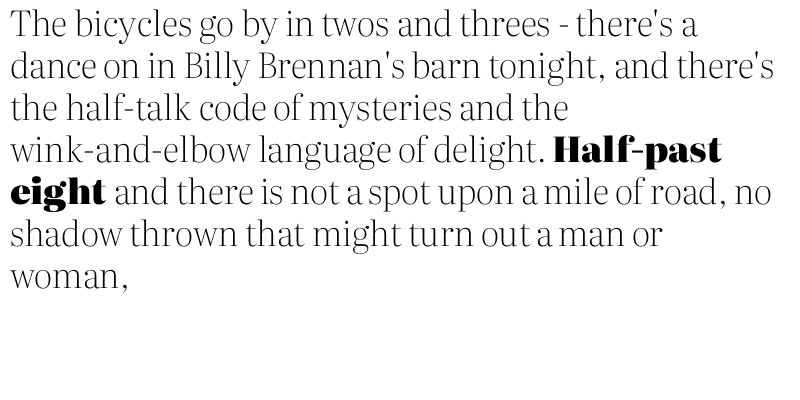 The bicycles go by in twos and threes - there's a
dance on in Billy Brennan's barn tonight, and there's
the half-talk code of mysteries and the
wink-and-elbow language of delight. Half-past
eight and there is not a spot upon a mile of road, no
shadow thrown that might turn out a man or
woman,